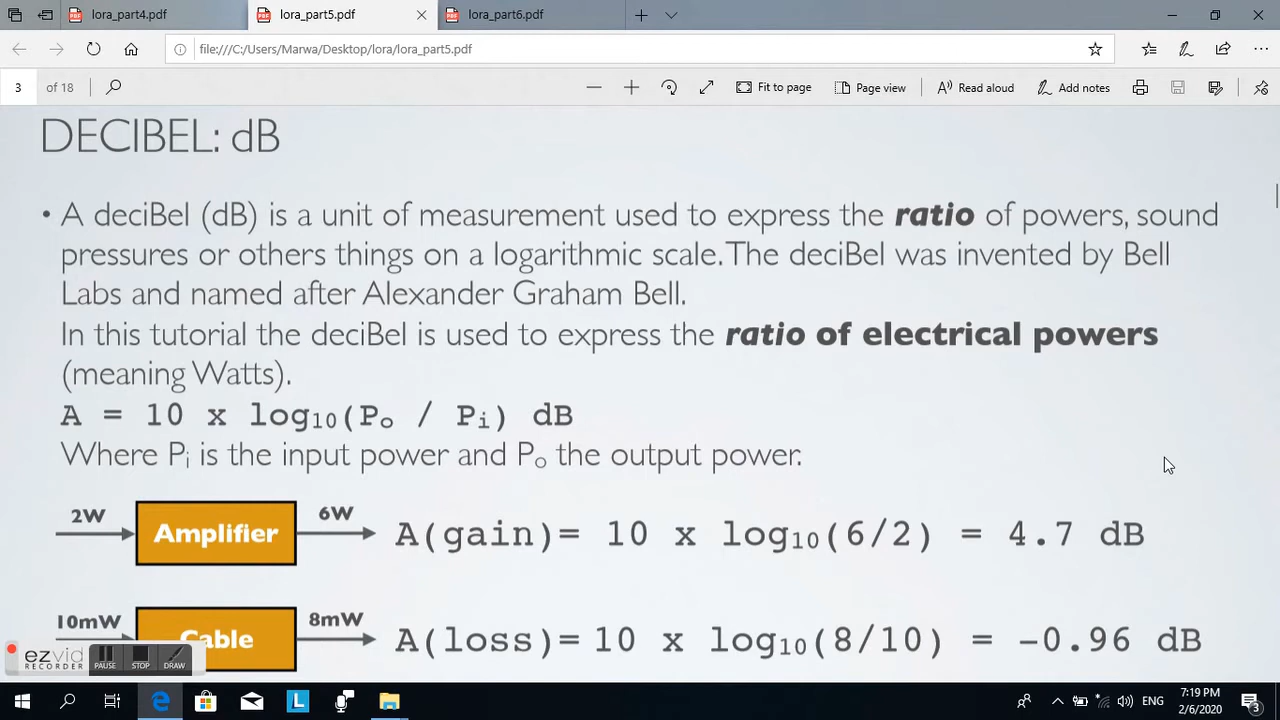 lora_part4.pdf
lora_part5.pdf
lora_part6.pdf
file:///C:/Users/Marwa/Desktop/lora/lora_part5.pdf
3 of 18
Fit to page
Page view
Read aloud
Add notes
DECIBEL: dB
• A deciBel (dB) is a unit of measurement used to express the ratio of powers, sound
pressures or others things on a logarithmic scale. The deciBel was invented by Bell
Labs and named after Alexander Graham Bell.
In this tutorial the deciBel is used to express the ratio of electrical powers
(meaning Watts).
A = 10 x log₁₀(Pₒ / Pᵢ) dB
Where Pᵢ is the input power and Pₒ the output power.
2W
Amplifier
6W
A(gain)= 10 x log₁₀(6/2) = 4.7 dB
10mW
Cable
8mW
A(loss)= 10 x log₁₀(8/10) = -0.96 dB
ezvid
RECORDER
PAUSE
STOP
DRAW
ENG
7:19 PM
2/6/2020
3